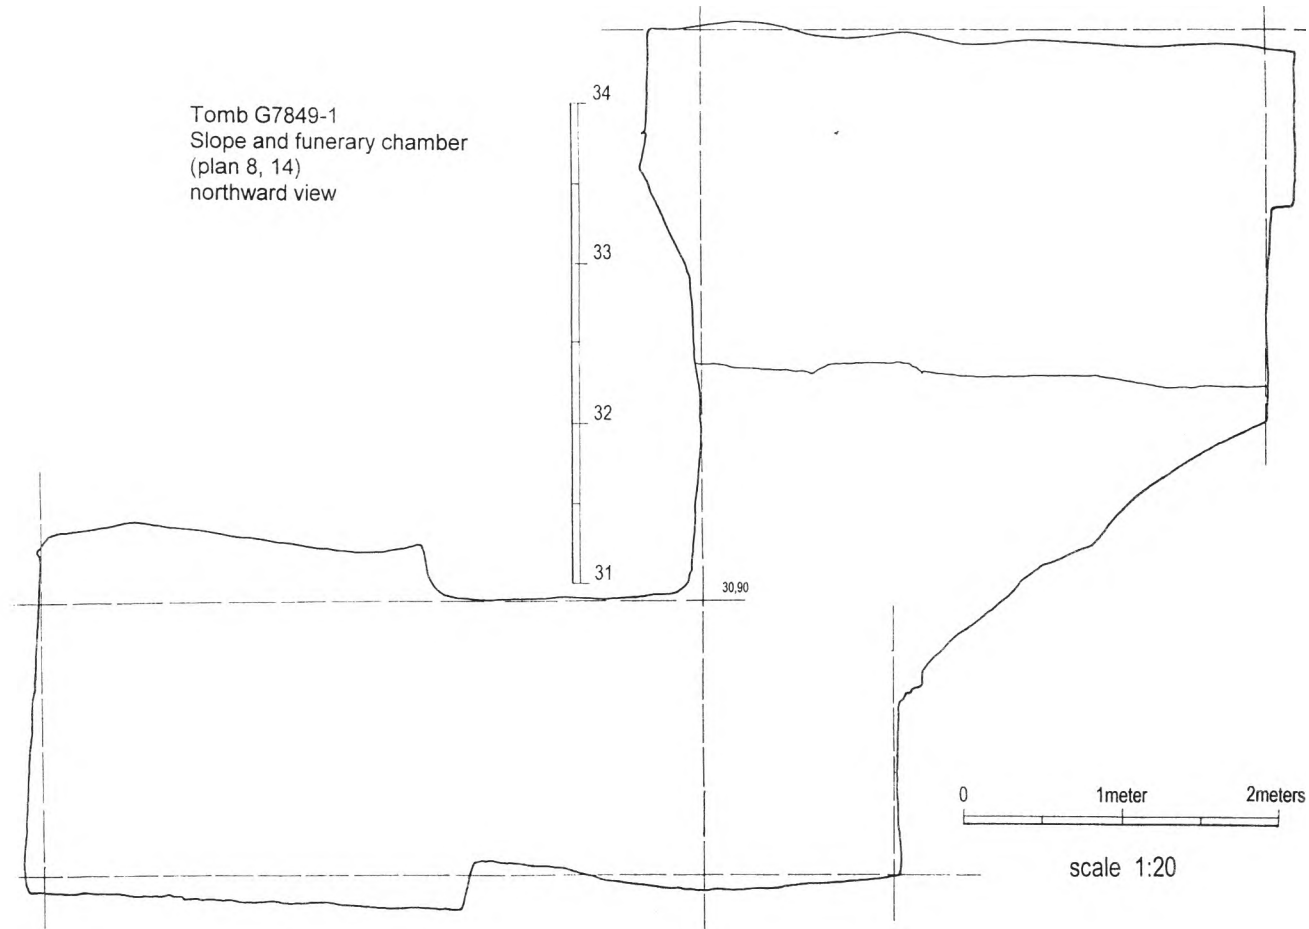 Tomb G7849-1
Slope and funerary chamber
(plan 8, 14)
northward view
34
33
32
31
30,90
0 1meter 2meters
scale 1:20